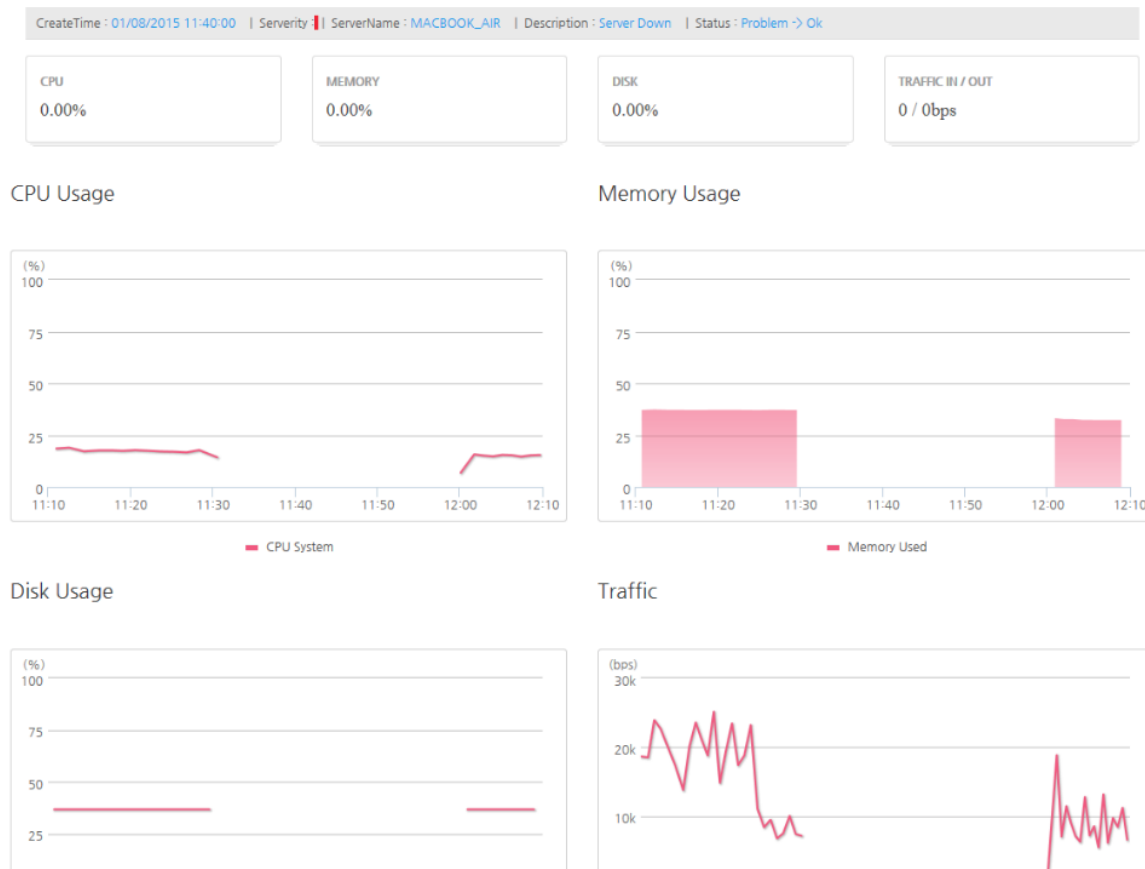 CreateTime : 01/08/2015 11:40:00 | Serverity : | ServerName : MACBOOK_AIR | Description : Server Down | Status : Problem -> Ok
CPU
0.00%
MEMORY
0.00%
DISK
0.00%
TRAFFIC IN / OUT
0 / 0bps
CPU Usage
(%)
100
75
50
25
0
11:10 11:20 11:30 11:40 11:50 12:00 12:10
CPU System
Memory Usage
(%)
100
75
50
25
0
11:10 11:20 11:30 11:40 11:50 12:00 12:10
Memory Used
Disk Usage
(%)
100
75
50
25
Traffic
(bps)
30k
20k
10k